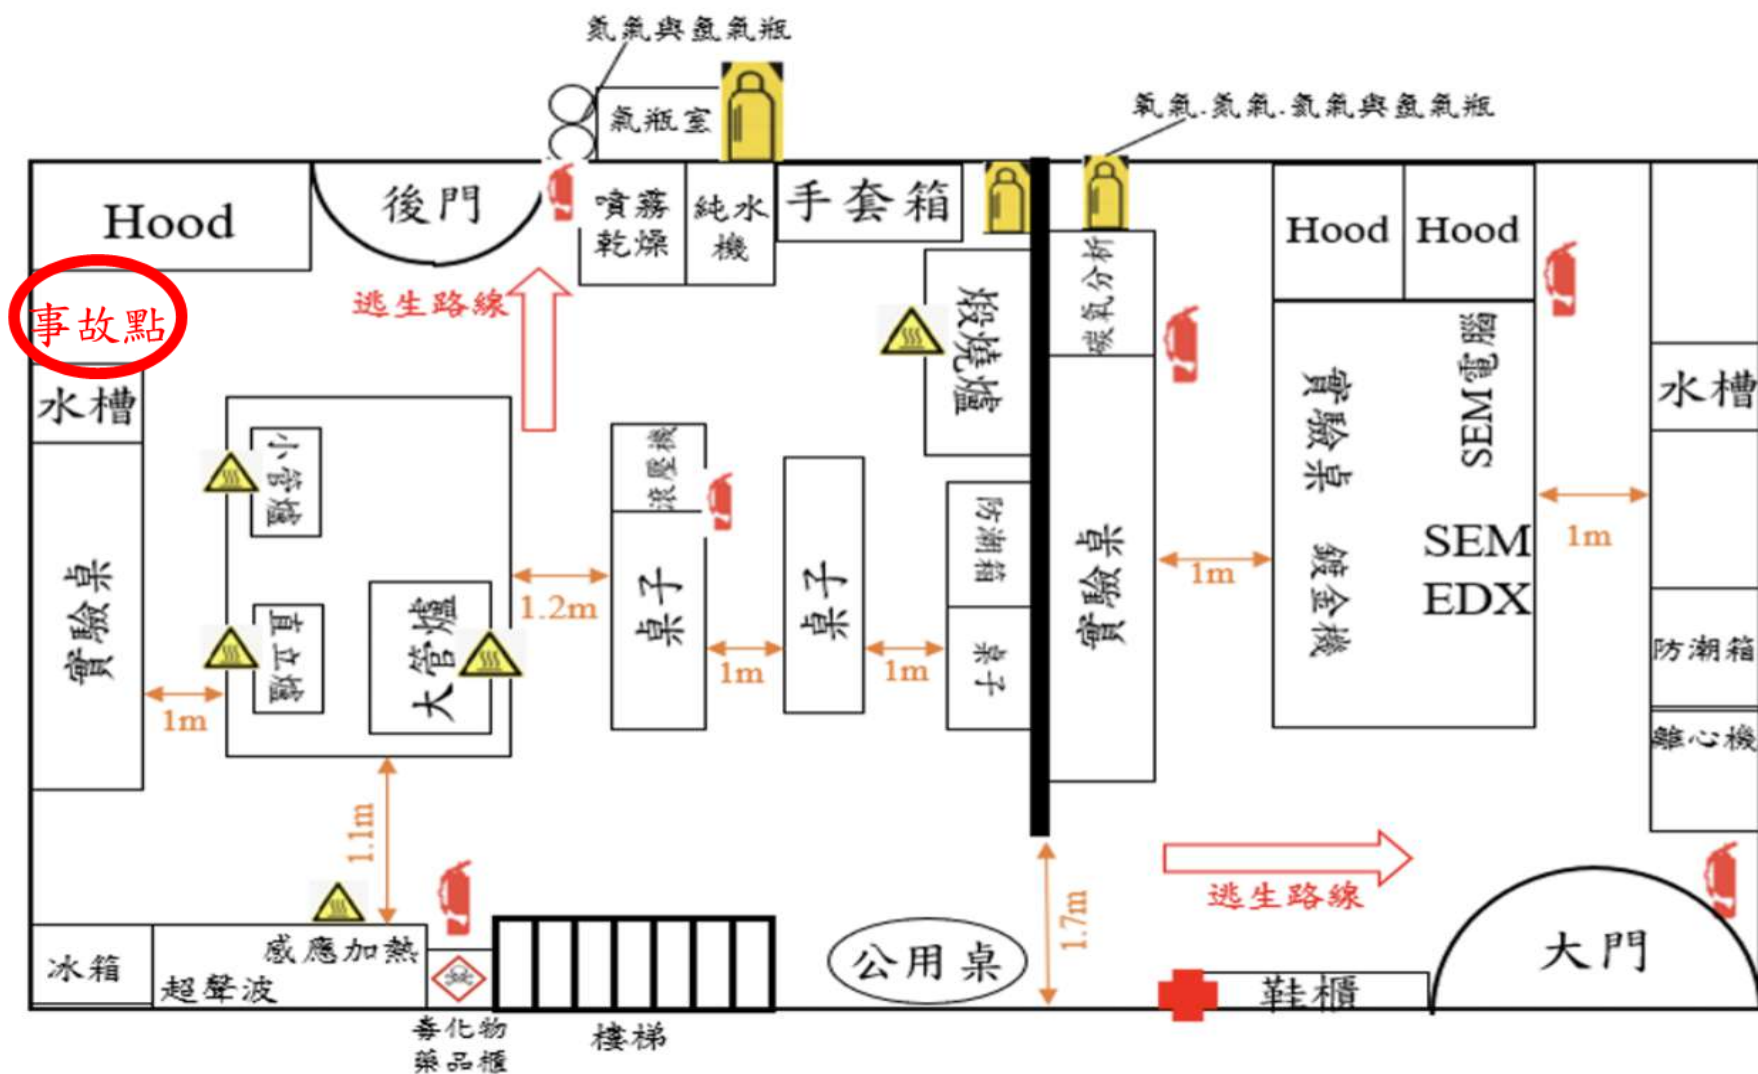 氮氣與氬氣瓶
氣瓶室
氧氣.氮氣.氦氣與氬氣瓶
Hood
後門
噴霧
乾燥
純水
機
手套箱
Hood
Hood
事故點
逃生路線
煅燒爐
碳氧分析
水槽
小管爐
直立爐
大管爐
實驗桌
滾壓機
桌子
桌子
防潮箱
桌子
實驗桌
實驗桌
鍍金機
SEM電腦
SEM
EDX
水槽
防潮箱
離心機
1m
1.2m
1m
1m
1m
1m
1.1m
1.7m
逃生路線
冰箱
超聲波
感應加熱
毒化物
藥品櫃
樓梯
公用桌
鞋櫃
大門